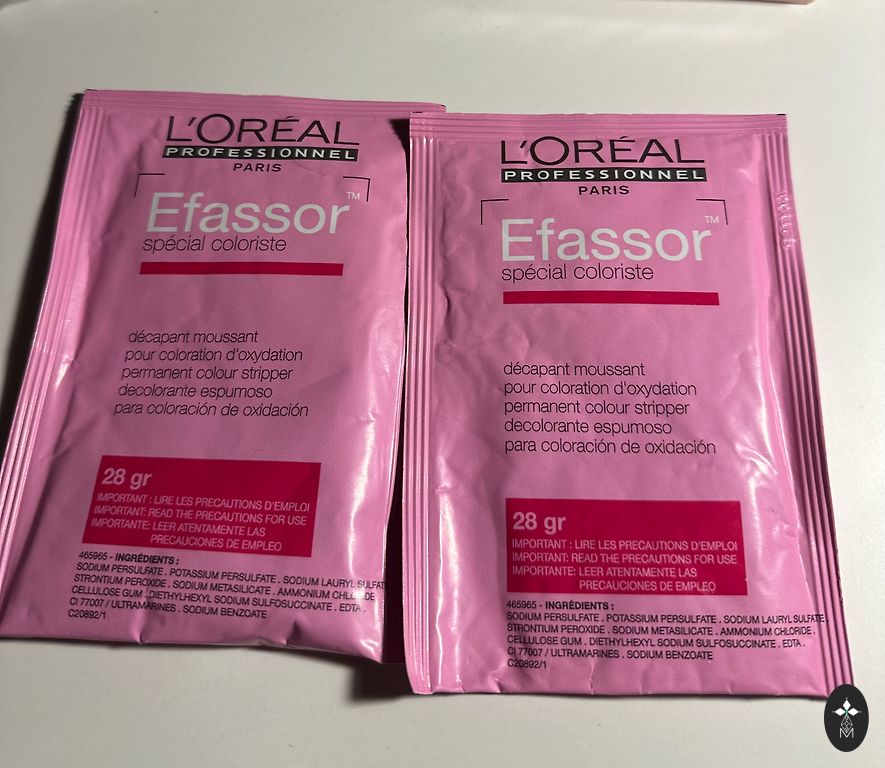 L'ORÉAL
PROFESSIONNEL
PARIS
Efassor™
spécial coloriste
décapant moussant
pour coloration d'oxydation
permanent colour stripper
decolorante espumoso
para coloración de oxidación
28 gr
IMPORTANT : LIRE LES PRECAUTIONS D'EMPLOI
IMPORTANT: READ THE PRECAUTIONS FOR USE
IMPORTANTE: LEER ATENTAMENTE LAS
PRECAUCIONES DE EMPLEO
465965 - INGRÉDIENTS :
SODIUM PERSULFATE . POTASSIUM PERSULFATE . SODIUM LAURYL SULFATE
STRONTIUM PEROXIDE . SODIUM METASILICATE . AMMONIUM CHLORIDE
CELLULOSE GUM . DIETHYLHEXYL SODIUM SULFOSUCCINATE . EDTA .
CI 77007 / ULTRAMARINES . SODIUM BENZOATE
C20892/1
L'ORÉAL
PROFESSIONNEL
PARIS
Efassor™
spécial coloriste
décapant moussant
pour coloration d'oxydation
permanent colour stripper
decolorante espumoso
para coloración de oxidación
28 gr
IMPORTANT : LIRE LES PRECAUTIONS D'EMPLOI
IMPORTANT: READ THE PRECAUTIONS FOR USE
IMPORTANTE: LEER ATENTAMENTE LAS
PRECAUCIONES DE EMPLEO
465965 - INGRÉDIENTS :
SODIUM PERSULFATE . POTASSIUM PERSULFATE . SODIUM LAURYL SULFATE .
STRONTIUM PEROXIDE . SODIUM METASILICATE . AMMONIUM CHLORIDE .
CELLULOSE GUM . DIETHYLHEXYL SODIUM SULFOSUCCINATE . EDTA .
CI 77007 / ULTRAMARINES . SODIUM BENZOATE
C20892/1